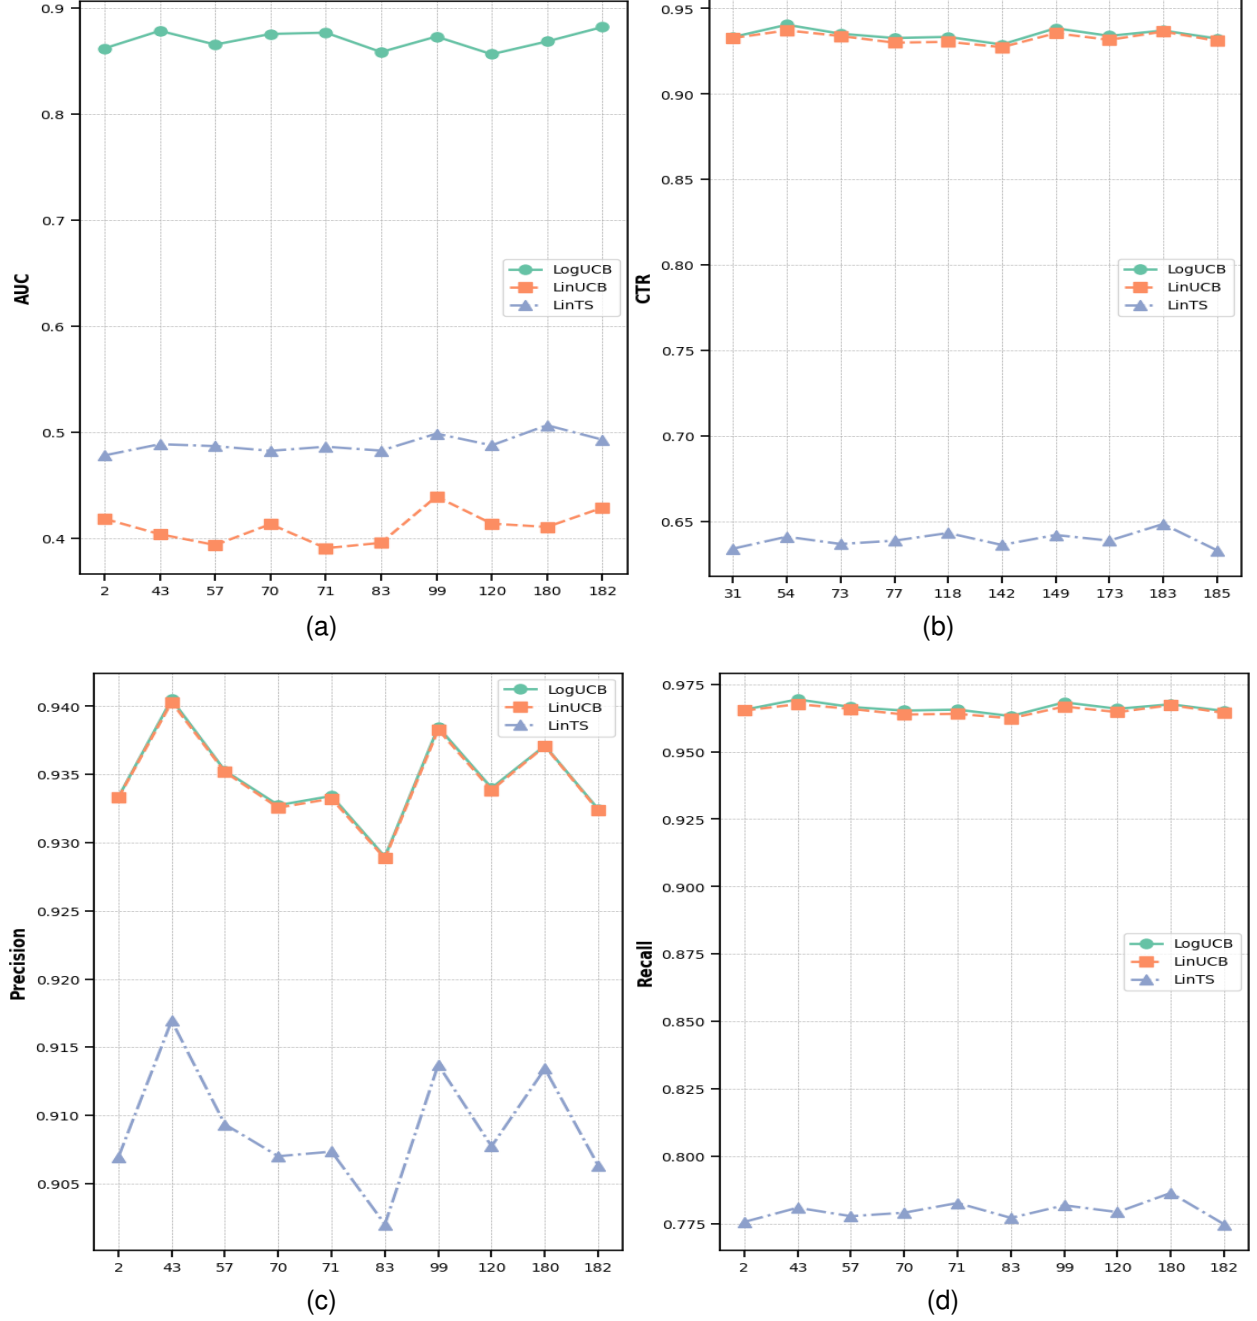 0.9
0.8
0.7
0.6
0.5
0.4
AUC
LogUCB
LinUCB
LinTS
2 43 57 70 71 83 99 120 180 182
(a)
0.95
0.90
0.85
0.80
0.75
0.70
0.65
CTR
LogUCB
LinUCB
LinTS
31 54 73 77 118 142 149 173 183 185
(b)
0.940
0.935
0.930
0.925
0.920
0.915
0.910
0.905
Precision
LogUCB
LinUCB
LinTS
2 43 57 70 71 83 99 120 180 182
(c)
0.975
0.950
0.925
0.900
0.875
0.850
0.825
0.800
0.775
Recall
LogUCB
LinUCB
LinTS
2 43 57 70 71 83 99 120 180 182
(d)